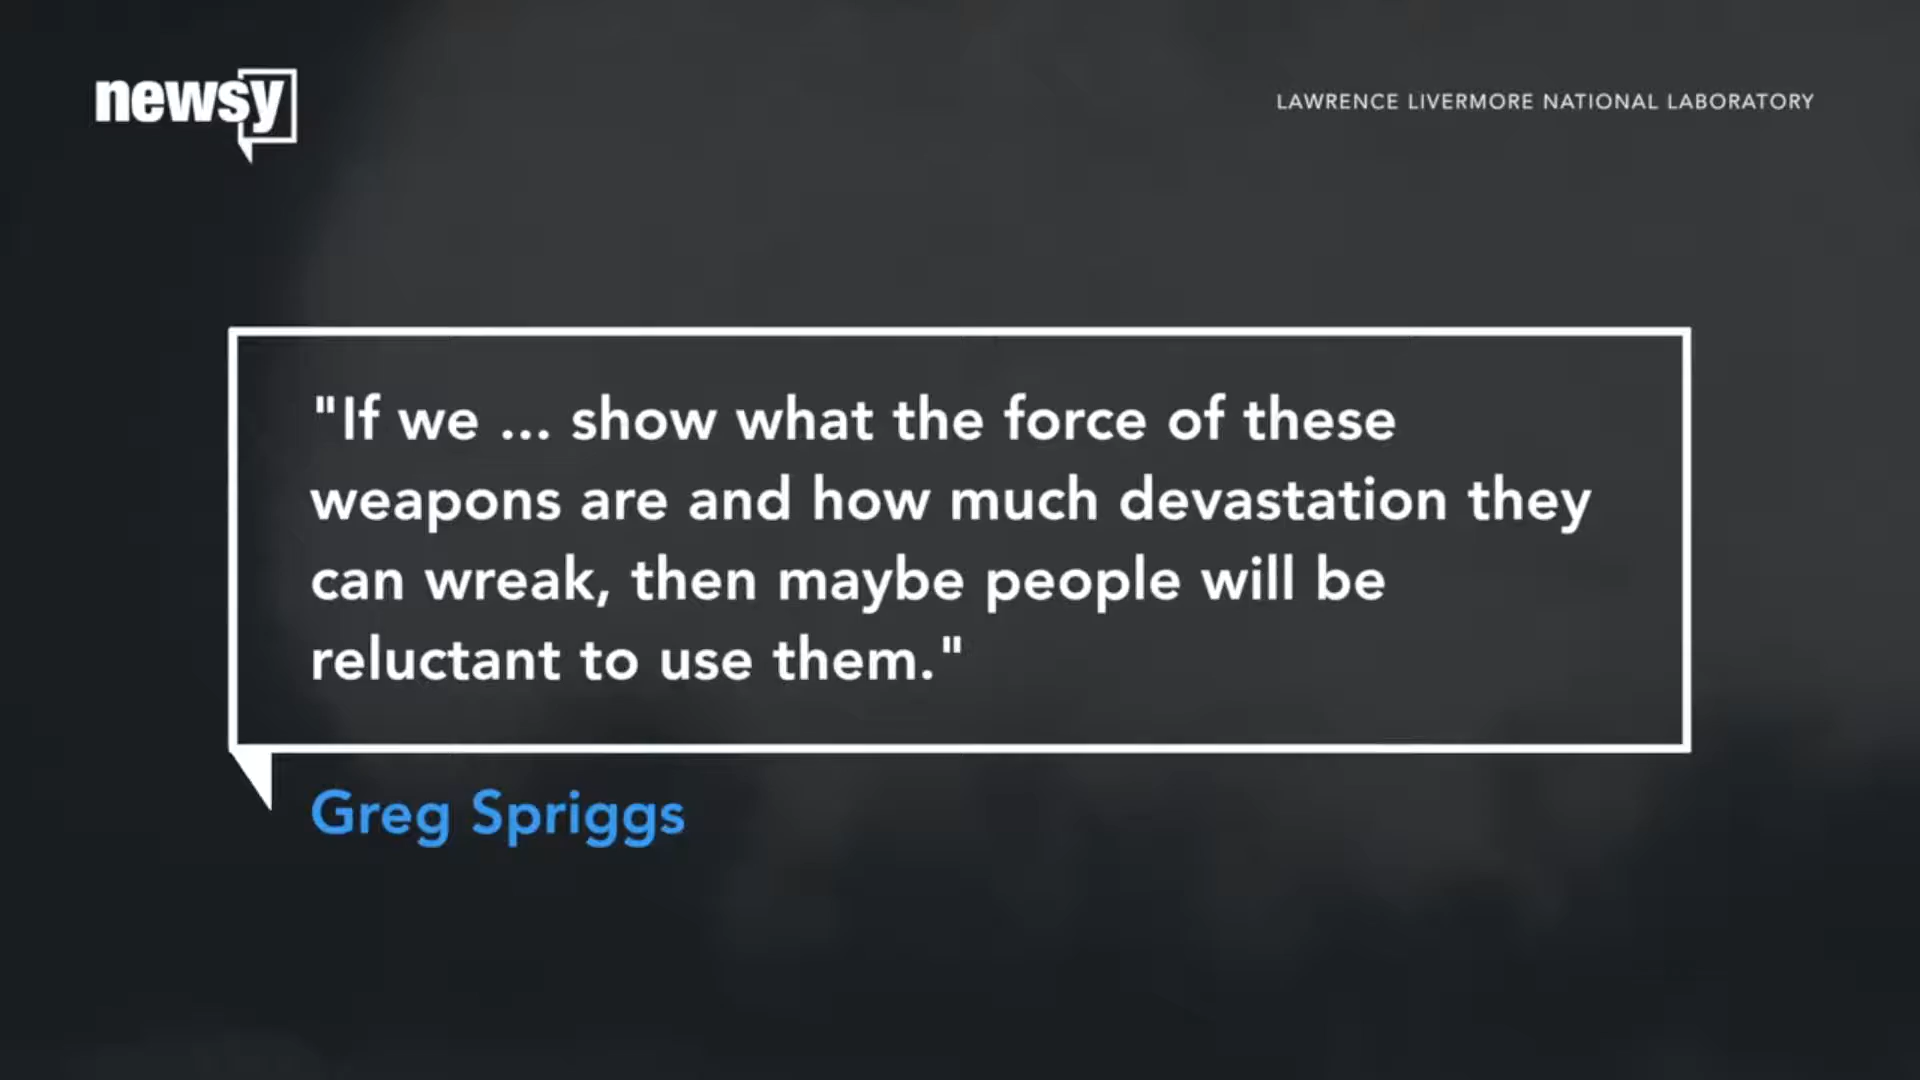 newsy
LAWRENCE LIVERMORE NATIONAL LABORATORY
"If we ... show what the force of these
weapons are and how much devastation they
can wreak, then maybe people will be
reluctant to use them."
Greg Spriggs